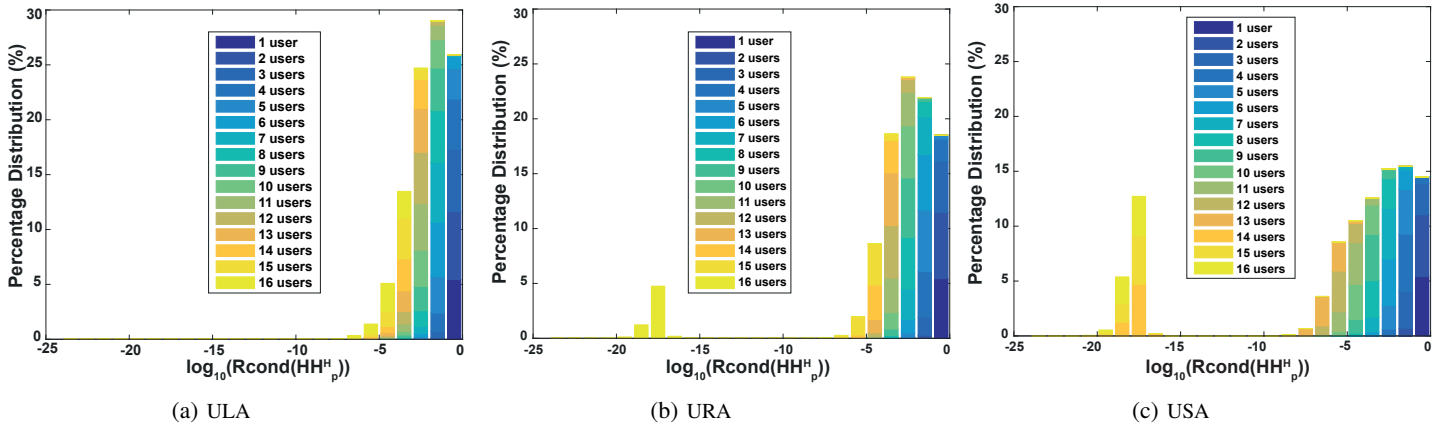 Percentage Distribution (%)
30
25
20
15
10
5
0
1 user
2 users
3 users
4 users
5 users
6 users
7 users
8 users
9 users
10 users
11 users
12 users
13 users
14 users
15 users
16 users
-25 -20 -15 -10 -5 0
log10(Rcond(HH^H_p))
(a) ULA
Percentage Distribution (%)
30
25
20
15
10
5
0
1 user
2 users
3 users
4 users
5 users
6 users
7 users
8 users
9 users
10 users
11 users
12 users
13 users
14 users
15 users
16 users
-25 -20 -15 -10 -5 0
log10(Rcond(HH^H_p))
(b) URA
Percentage Distribution (%)
30
25
20
15
10
5
0
1 user
2 users
3 users
4 users
5 users
6 users
7 users
8 users
9 users
10 users
11 users
12 users
13 users
14 users
15 users
16 users
-25 -20 -15 -10 -5 0
log10(Rcond(HH^H_p))
(c) USA